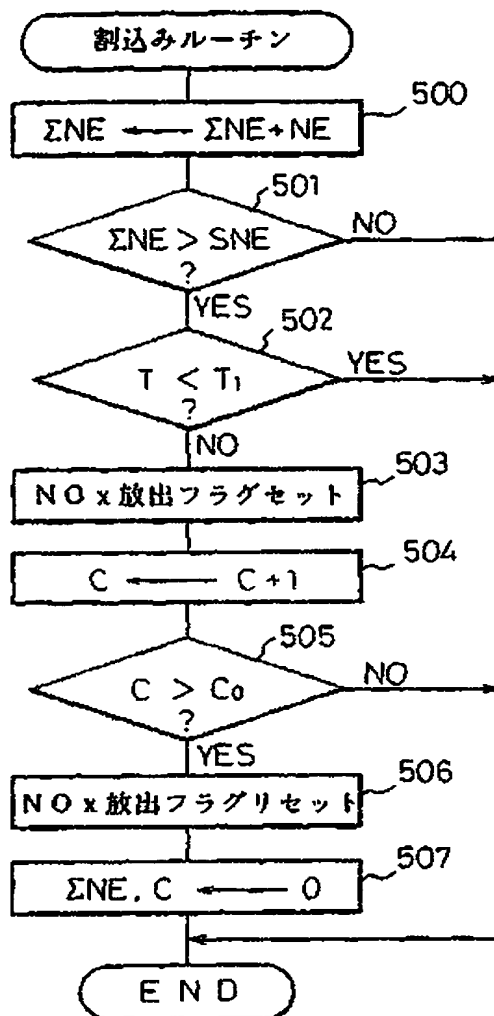 割込みルーチン
500
ΣNE ← ΣNE+NE
501
ΣNE > SNE
?
NO
YES
502
T < T₁
?
YES
NO
503
NOx放出フラグセット
504
C ← C+1
505
C > C₀
?
NO
YES
506
NOx放出フラグリセット
507
ΣNE, C ← 0
END